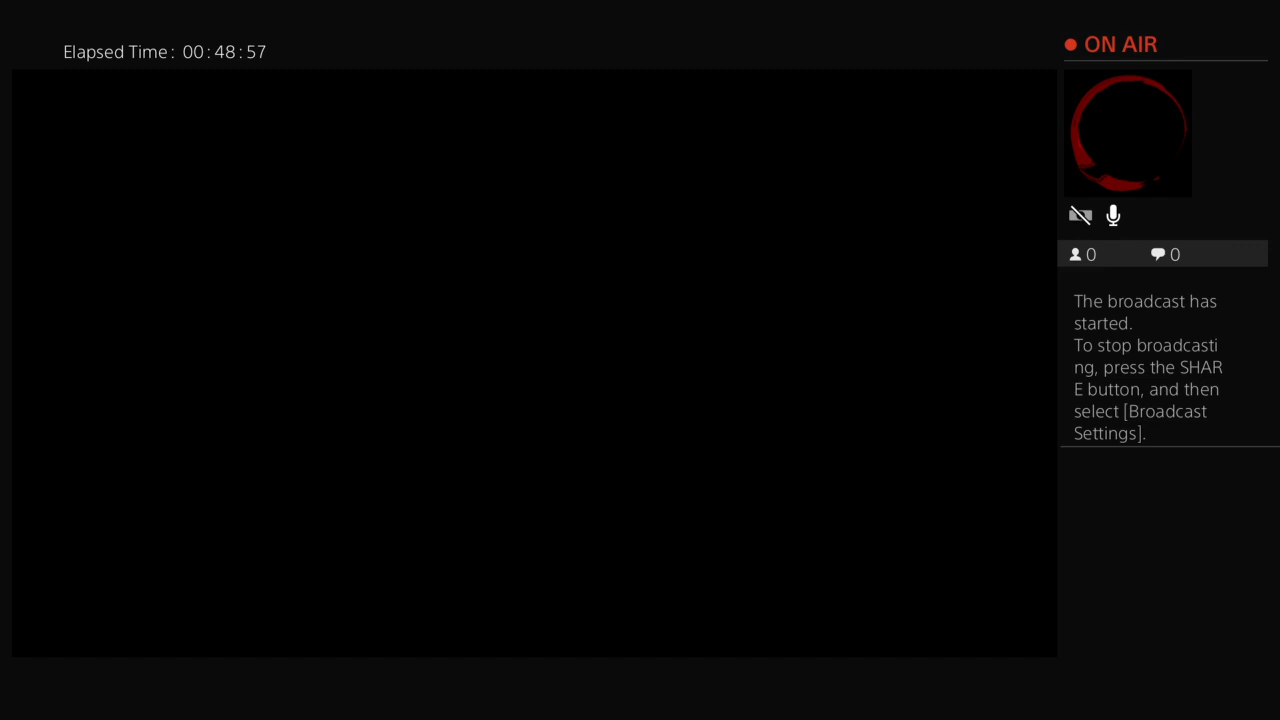 Elapsed Time: 00:48:57
ON AIR
0
0
The broadcast has
started.
To stop broadcasti
ng, press the SHAR
E button, and then
select [Broadcast
Settings].